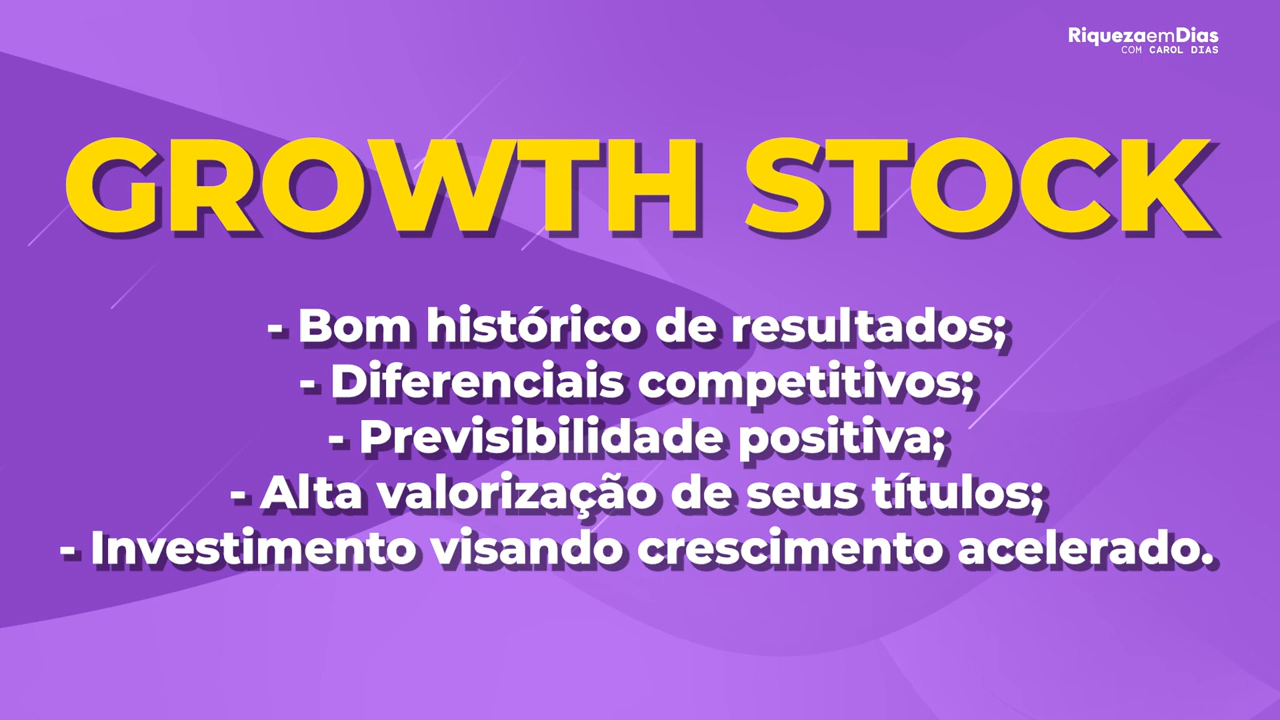 RiquezaemDias
COM CAROL DIAS
GROWTH STOCK
- Bom histórico de resultados;
- Diferenciais competitivos;
- Previsibilidade positiva;
- Alta valorização de seus títulos;
- Investimento visando crescimento acelerado.